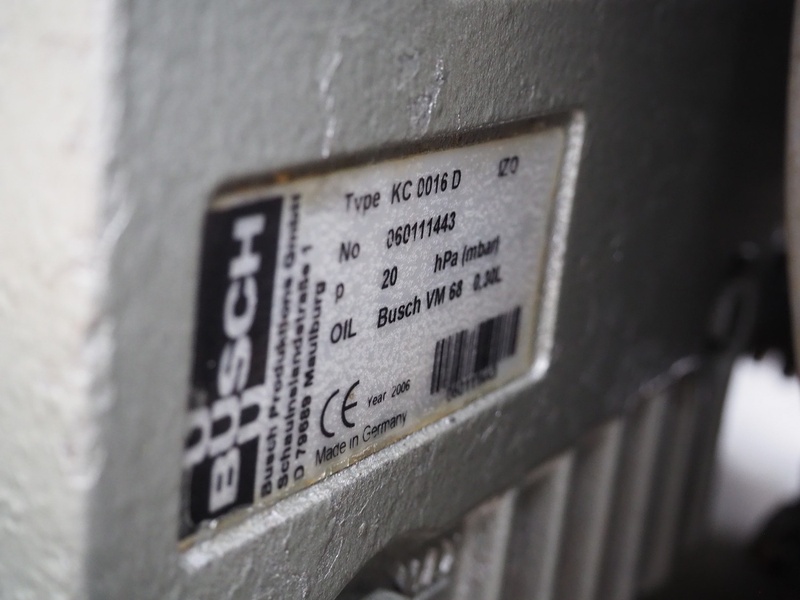 BUSCH
Busch Produktions GmbH
Schauinslandstraße 1
D 79689 Maulburg
Type KC 0016 D IZ0
No 060111443
p 20 hPa (mbar)
OIL Busch VM 68 0.30L
CE Year 2006
Made in Germany